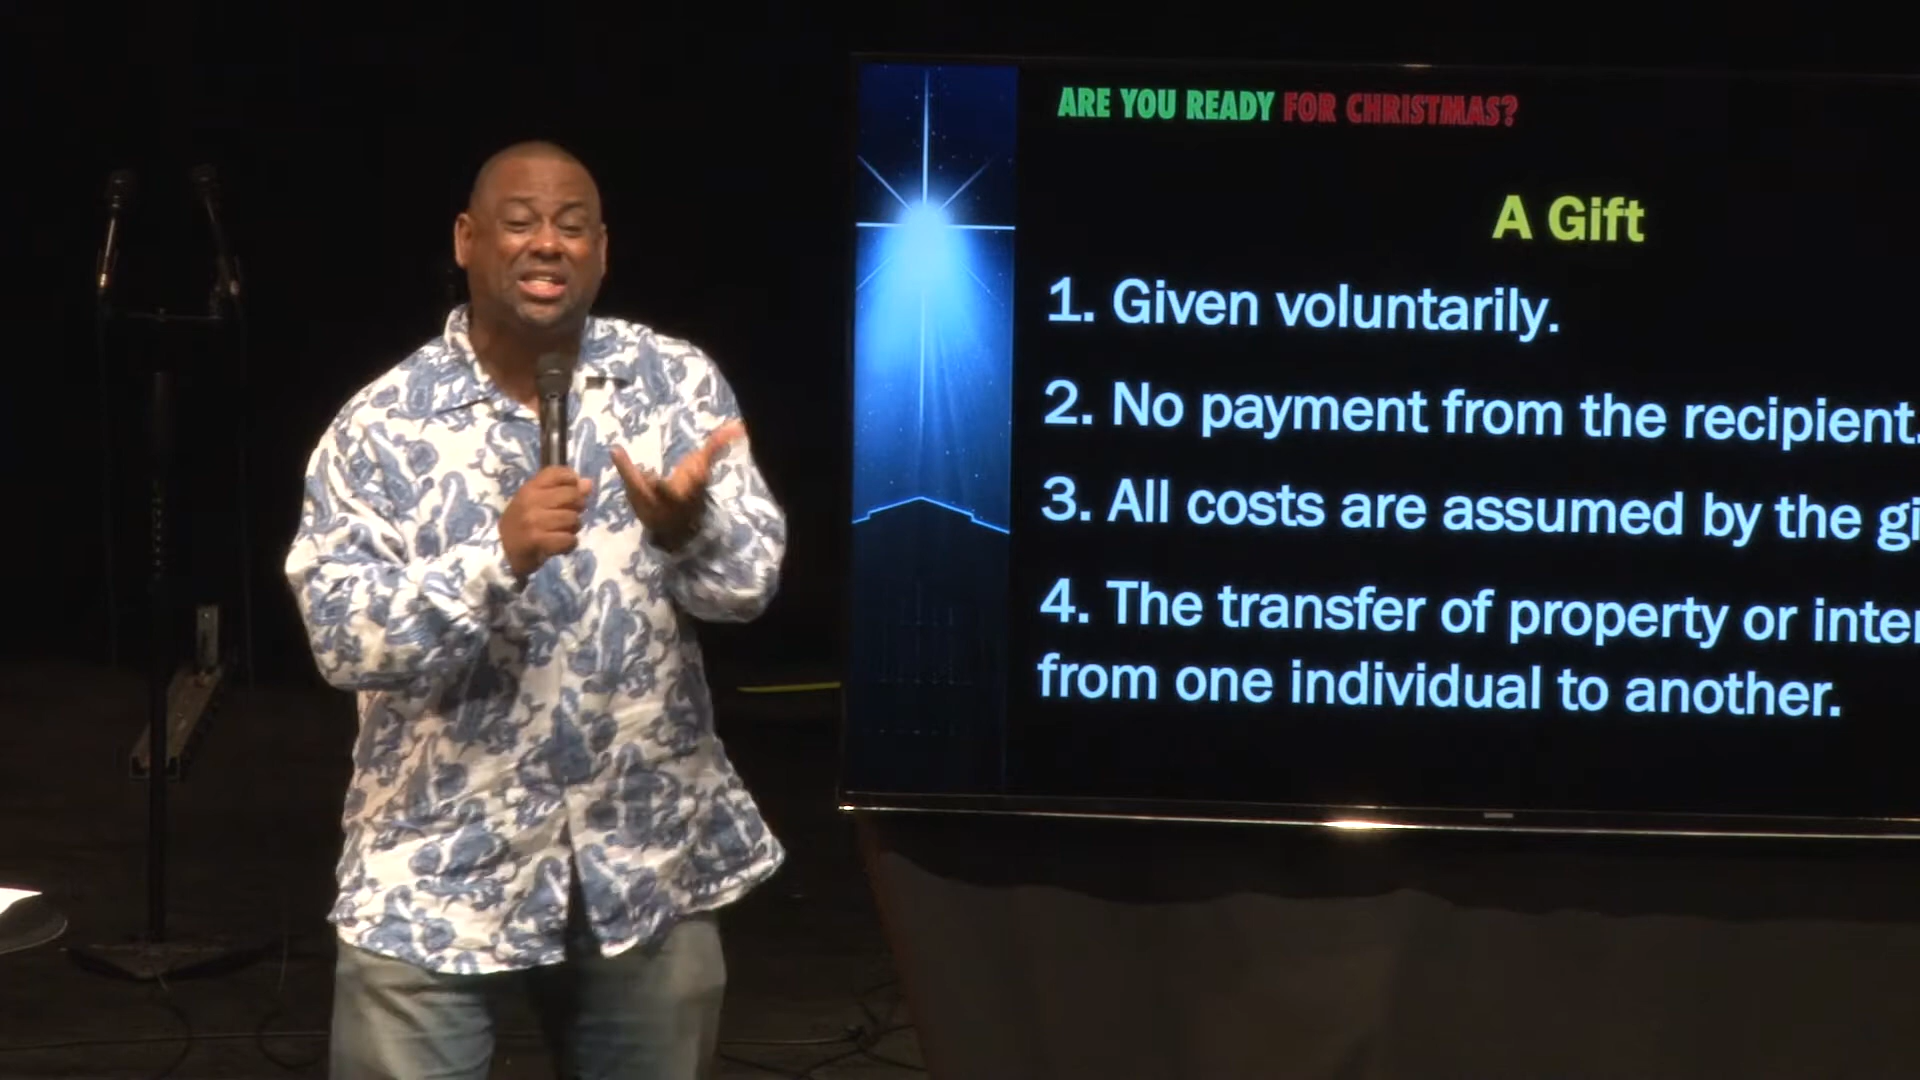 ARE YOU READY FOR CHRISTMAS?
A Gift
1. Given voluntarily.
2. No payment from the recipient.
3. All costs are assumed by the
4. The transfer of property or
from one individual to another.